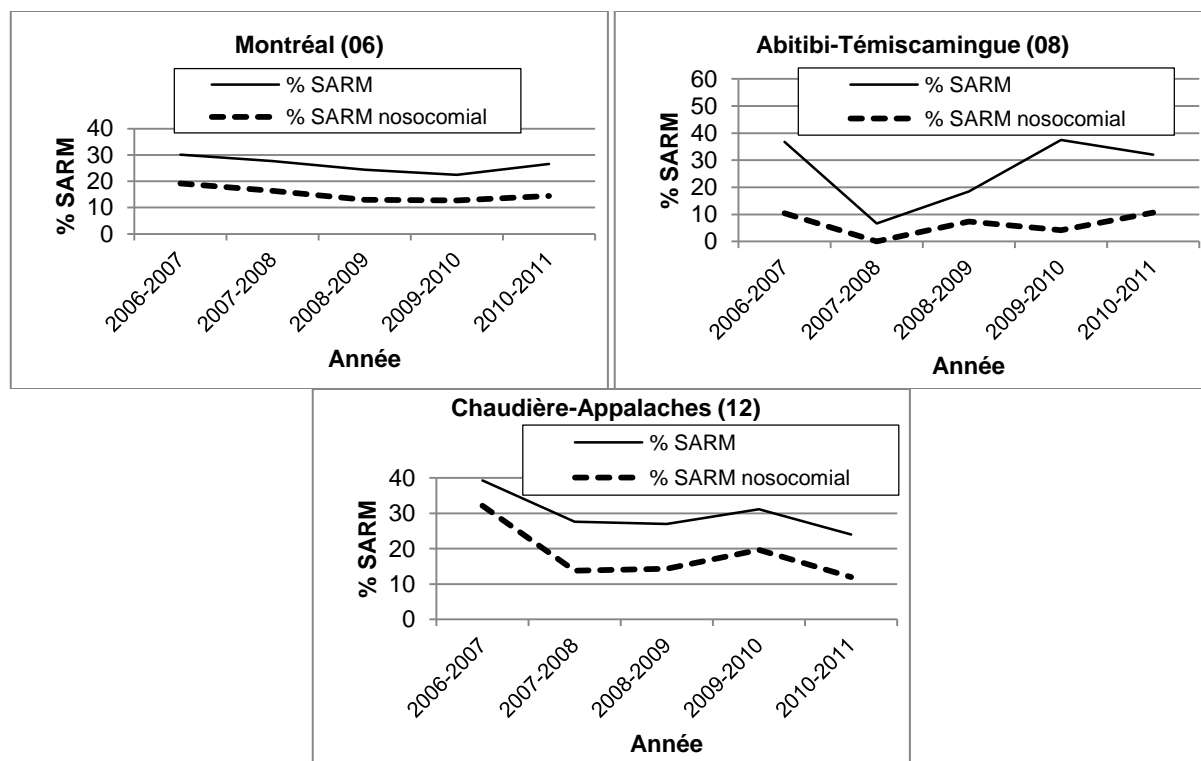 Montréal (06)
% SARM
% SARM nosocomial
40
30
20
10
0
% SARM
2006-2007
2007-2008
2008-2009
2009-2010
2010-2011
Année
Abitibi-Témiscamingue (08)
% SARM
% SARM nosocomial
60
50
40
30
20
10
0
% SARM
2006-2007
2007-2008
2008-2009
2009-2010
2010-2011
Année
Chaudière-Appalaches (12)
% SARM
% SARM nosocomial
40
30
20
10
0
% SARM
2006-2007
2007-2008
2008-2009
2009-2010
2010-2011
Année